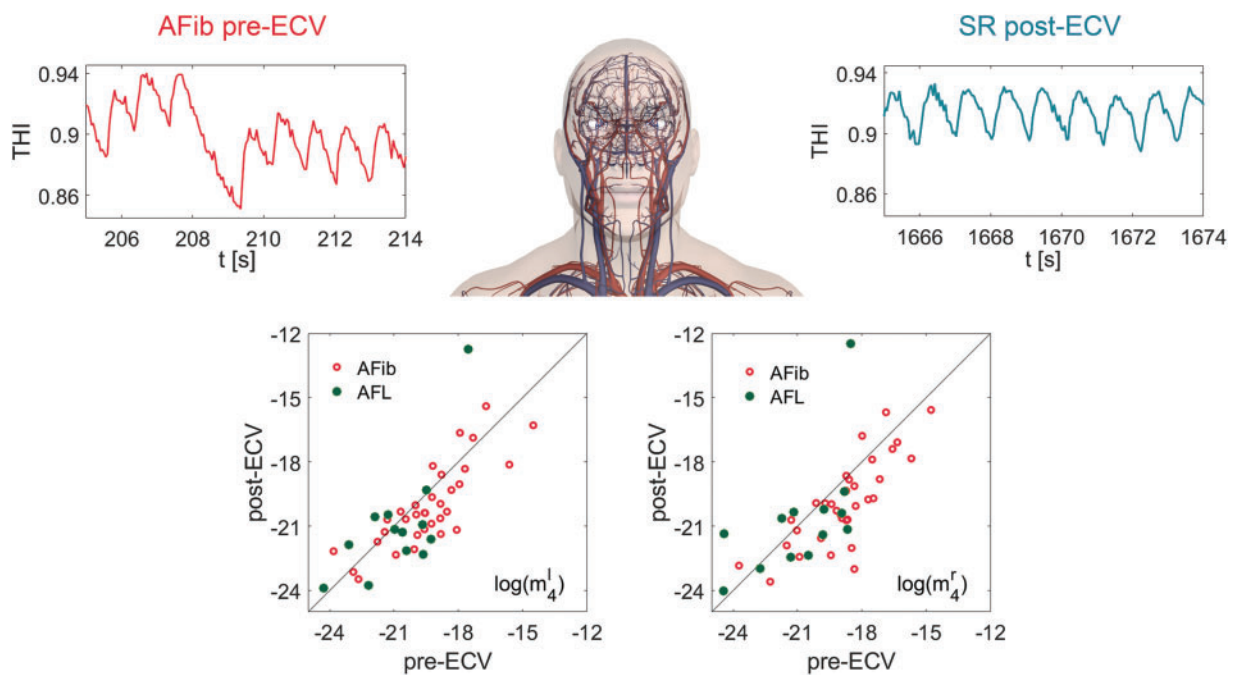 AFib pre-ECV
SR post-ECV
0.94
0.9
0.86
THI
206 208 210 212 214
t [s]
0.94
0.9
0.86
THI
1666 1668 1670 1672 1674
t [s]
-12
-15
-18
-21
-24
post-ECV
AFib
AFL
log(m₄ˡ)
-24 -21 -18 -15 -12
pre-ECV
-12
-15
-18
-21
-24
post-ECV
AFib
AFL
log(m₄ʳ)
-24 -21 -18 -15 -12
pre-ECV